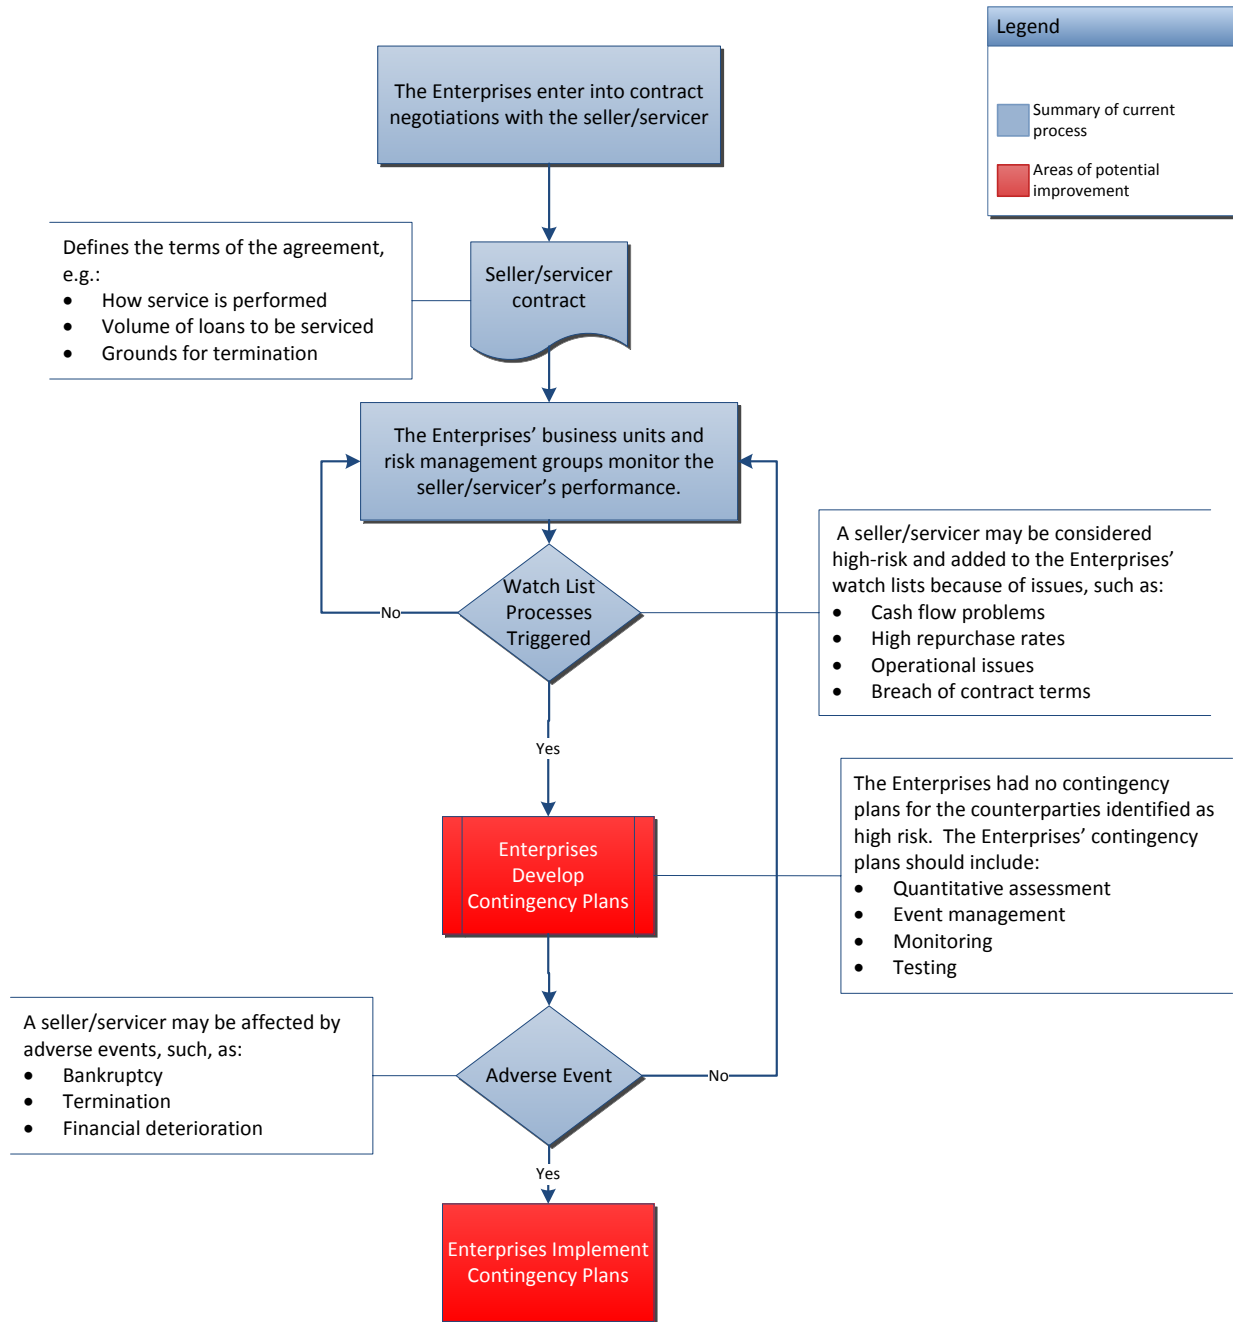 Legend
Summary of current
process
Areas of potential
improvement
The Enterprises enter into contract
negotiations with the seller/servicer
Defines the terms of the agreement,
e.g.:
• How service is performed
• Volume of loans to be serviced
• Grounds for termination
Seller/servicer
contract
The Enterprises’ business units and
risk management groups monitor the
seller/servicer’s performance.
Watch List
Processes
Triggered
No
A seller/servicer may be considered
high-risk and added to the Enterprises’
watch lists because of issues, such as:
• Cash flow problems
• High repurchase rates
• Operational issues
• Breach of contract terms
Yes
Enterprises
Develop
Contingency Plans
The Enterprises had no contingency
plans for the counterparties identified as
high risk.  The Enterprises’ contingency
plans should include:
• Quantitative assessment
• Event management
• Monitoring
• Testing
A seller/servicer may be affected by
adverse events, such, as:
• Bankruptcy
• Termination
• Financial deterioration
Adverse Event
No
Yes
Enterprises Implement
Contingency Plans